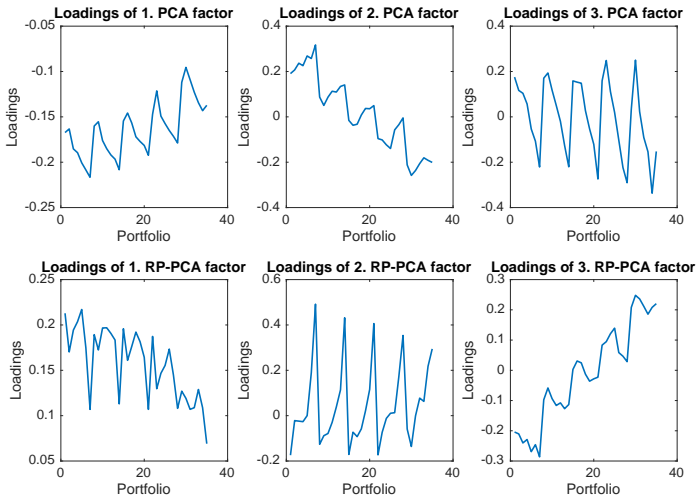 Loadings of 1. PCA factor
-0.05
-0.1
-0.15
-0.2
-0.25
Loadings
0 20 40
Portfolio
Loadings of 2. PCA factor
0.4
0.2
0
-0.2
-0.4
Loadings
0 20 40
Portfolio
Loadings of 3. PCA factor
0.4
0.2
0
-0.2
-0.4
Loadings
0 20 40
Portfolio
Loadings of 1. RP-PCA factor
0.25
0.2
0.15
0.1
0.05
Loadings
0 20 40
Portfolio
Loadings of 2. RP-PCA factor
0.6
0.4
0.2
0
-0.2
Loadings
0 20 40
Portfolio
Loadings of 3. RP-PCA factor
0.3
0.2
0.1
0
-0.1
-0.2
-0.3
Loadings
0 20 40
Portfolio